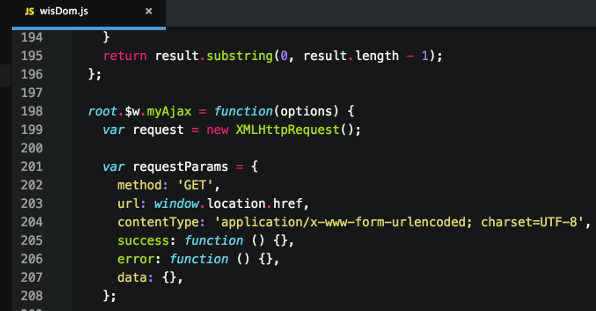 JS wisDom.js ×
194 }
195 return result.substring(0, result.length - 1);
196 };
197
198 root.$w.myAjax = function(options) {
199 var request = new XMLHttpRequest();
200
201 var requestParams = {
202 method: 'GET',
203 url: window.location.href,
204 contentType: 'application/x-www-form-urlencoded; charset=UTF-8',
205 success: function () {},
206 error: function () {},
207 data: {},
208 };